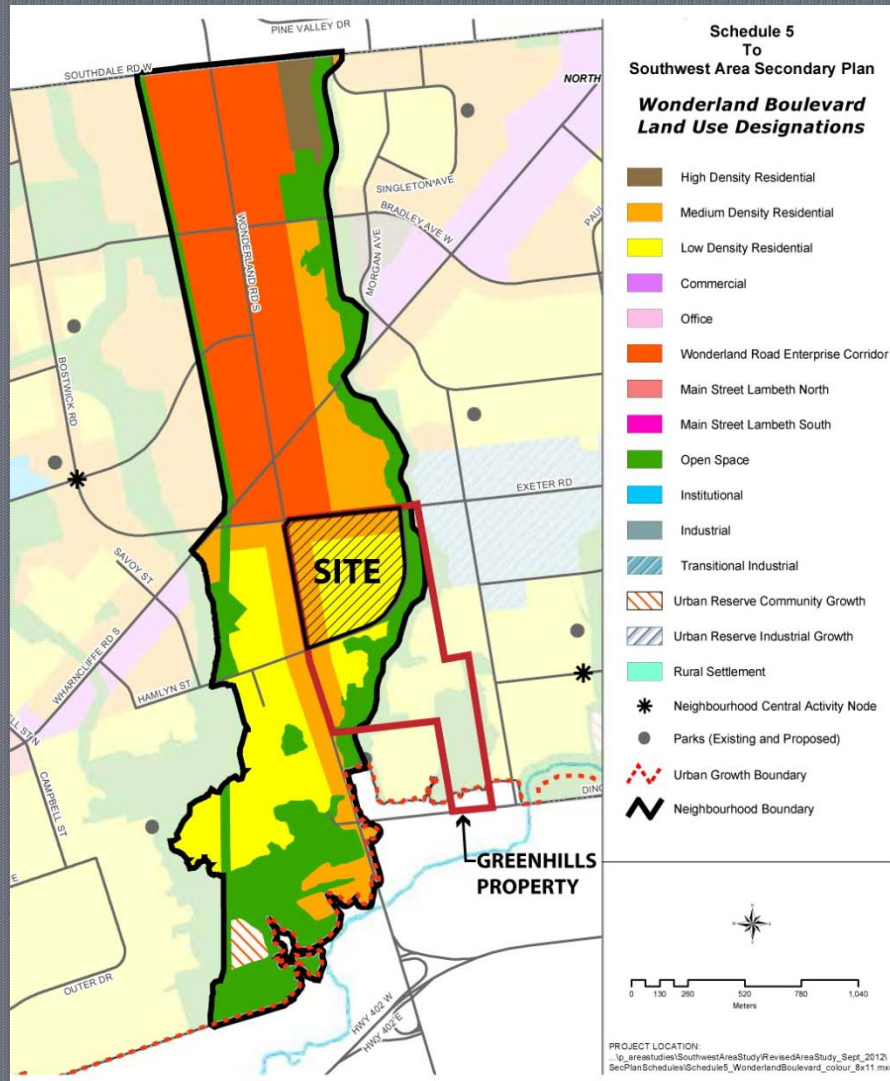 PINE VALLEY DR
SOUTHDALE RD W
NORTH
SINGLETON AVE
BRADLEY AVE W
WONDERLAND RD S
MORGAN AVE
BOSTWICK RD
EXETER RD
SITE
SAVOY ST
WHARNCLIFFE RD S
HAMLYN ST
CAMPBELL ST
GREENHILLS
PROPERTY
OUTER DR
HWY 402 W
HWY 402 E
Schedule 5
To
Southwest Area Secondary Plan
Wonderland Boulevard
Land Use Designations
High Density Residential
Medium Density Residential
Low Density Residential
Commercial
Office
Wonderland Road Enterprise Corridor
Main Street Lambeth North
Main Street Lambeth South
Open Space
Institutional
Industrial
Transitional Industrial
Urban Reserve Community Growth
Urban Reserve Industrial Growth
Rural Settlement
Neighbourhood Central Activity Node
Parks (Existing and Proposed)
Urban Growth Boundary
Neighbourhood Boundary
0 130 260 520 780 1,040
Meters
PROJECT LOCATION:
...\p_areastudies\SouthwestAreaStudy\RevisedAreaStudy_Sept_2012\
SecPlanSchedules\Schedule5_WonderlandBoulevard_colour_8x11.mx